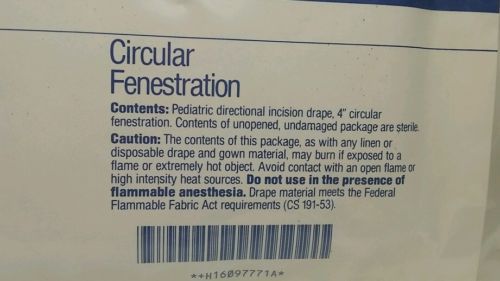 Circular
Fenestration
Contents: Pediatric directional incision drape, 4" circular
fenestration. Contents of unopened, undamaged package are sterile.
Caution: The contents of this package, as with any linen or
disposable drape and gown material, may burn if exposed to a
flame or extremely hot object. Avoid contact with an open flame or
high intensity heat sources. Do not use in the presence of
flammable anesthesia. Drape material meets the Federal
Flammable Fabric Act requirements (CS 191-53).
*+H16097771A*